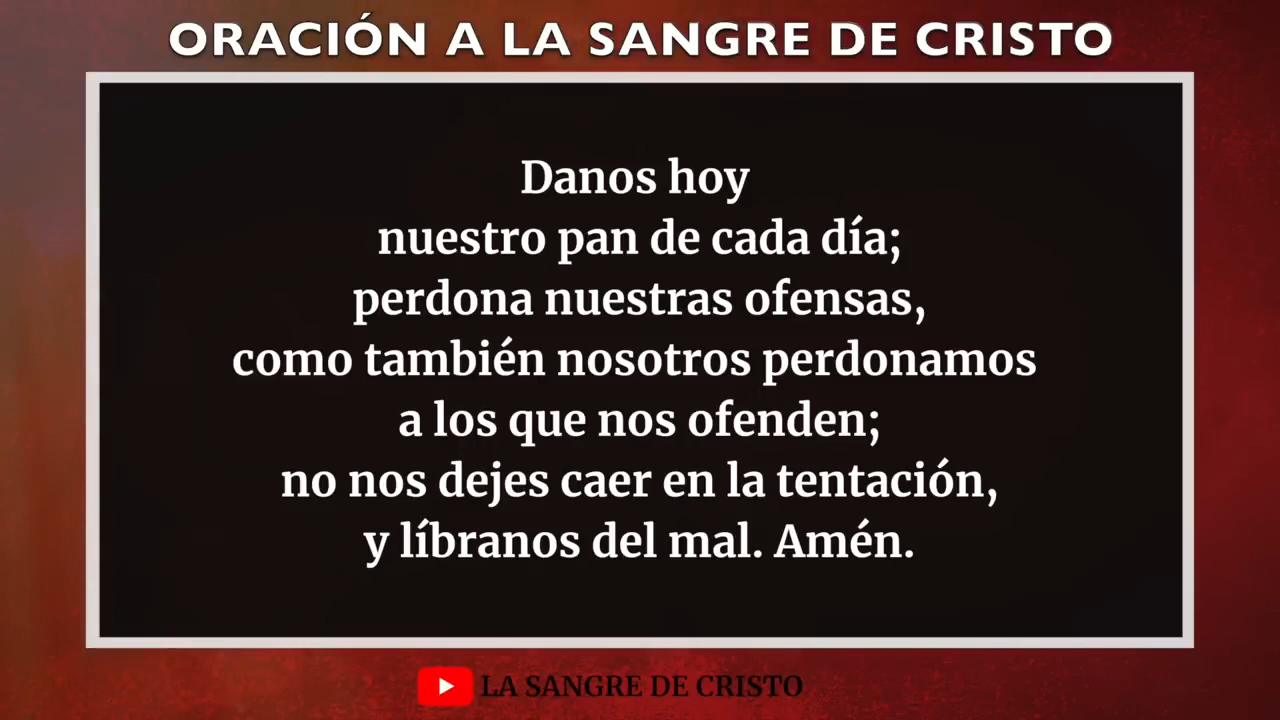 ORACIÓN A LA SANGRE DE CRISTO
Danos hoy
nuestro pan de cada día;
perdona nuestras ofensas,
como también nosotros perdonamos
a los que nos ofenden;
no nos dejes caer en la tentación,
y líbranos del mal. Amén.
LA SANGRE DE CRISTO